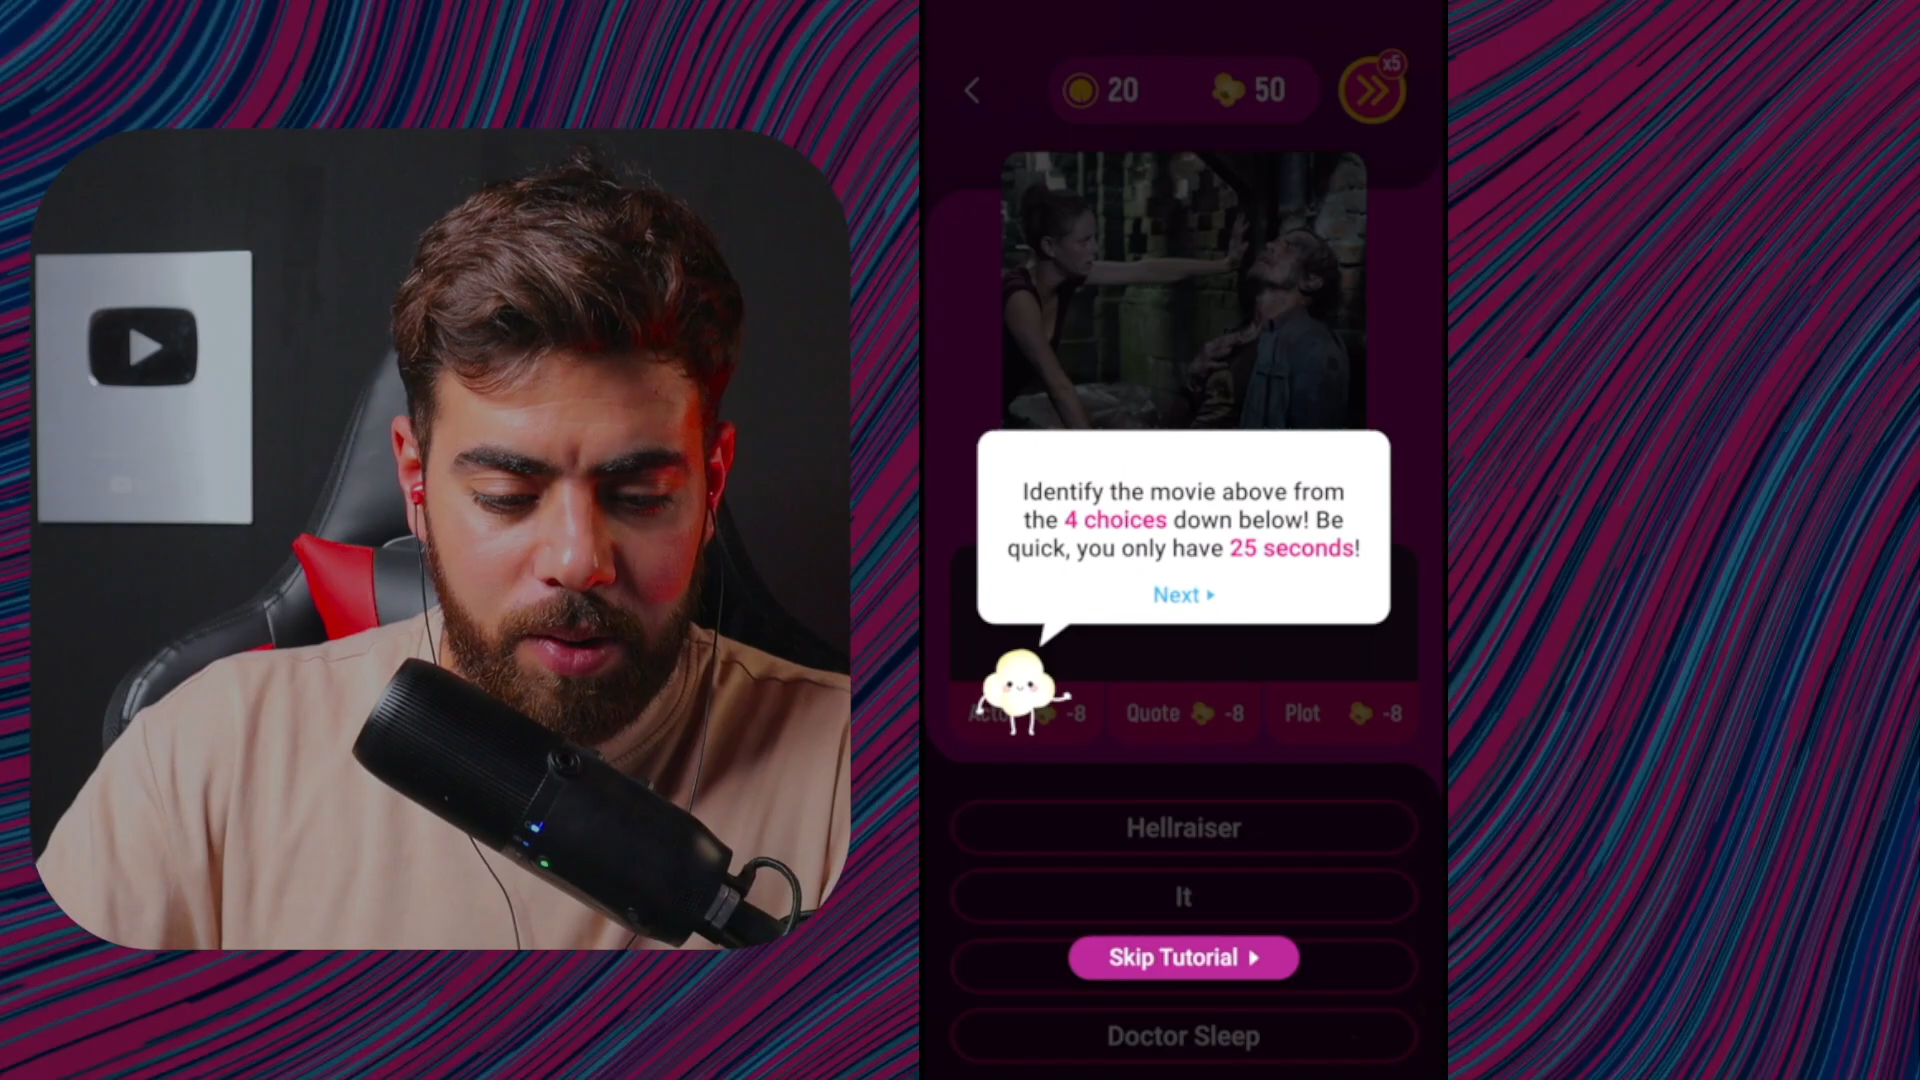 20
50
x5
Identify the movie above from
the 4 choices down below! Be
quick, you only have 25 seconds!
Next
-8
Quote
-8
Plot
-8
Hellraiser
It
Skip Tutorial
Doctor Sleep